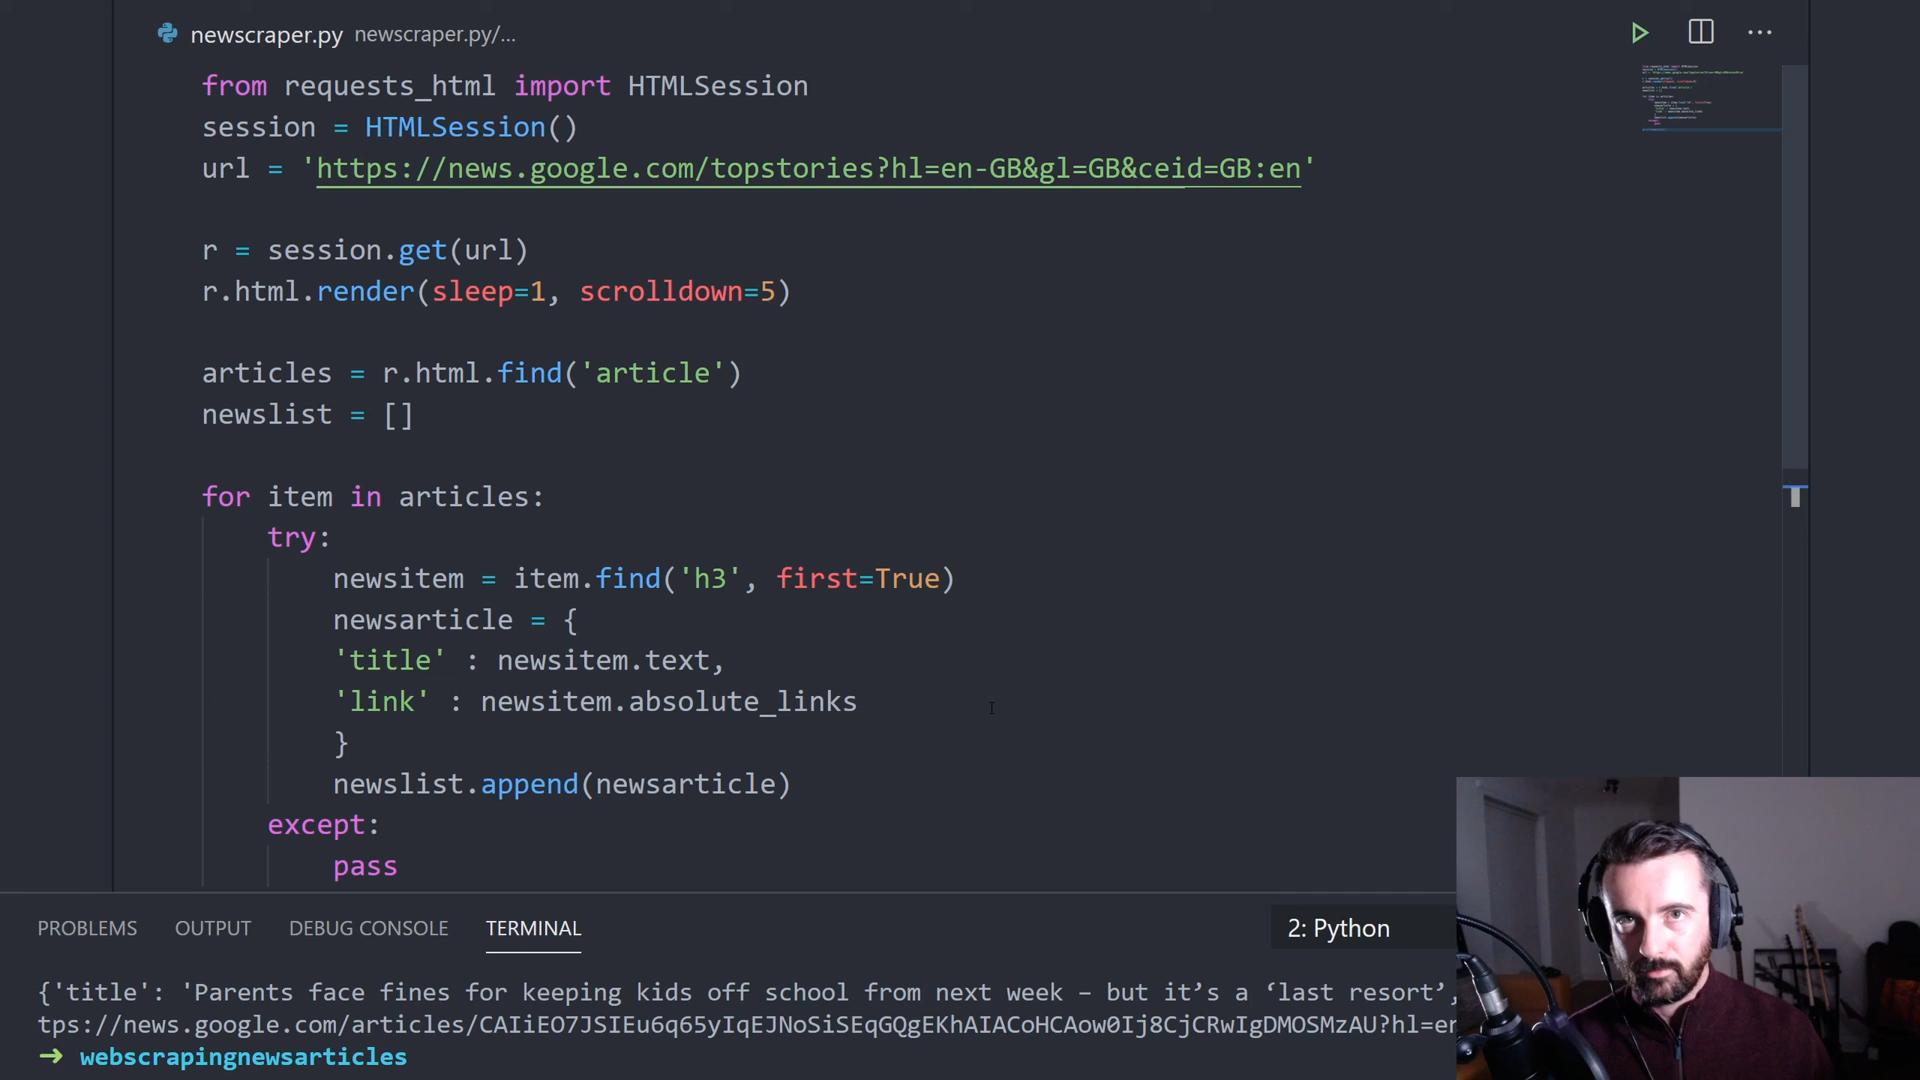 newscraper.py newscraper.py/...
from requests_html import HTMLSession
session = HTMLSession()
url = 'https://news.google.com/topstories?hl=en-GB&gl=GB&ceid=GB:en'
r = session.get(url)
r.html.render(sleep=1, scrolldown=5)
articles = r.html.find('article')
newslist = []
for item in articles:
try:
newsitem = item.find('h3', first=True)
newsarticle = {
'title' : newsitem.text,
'link' : newsitem.absolute_links
}
newslist.append(newsarticle)
except:
pass
PROBLEMS OUTPUT DEBUG CONSOLE TERMINAL 2: Python
{'title': 'Parents face fines for keeping kids off school from next week – but it’s a ‘last resort’,
tps://news.google.com/articles/CAIiEO7JSIEu6q65yIqEJNoSiSEqGQgEKhAIACoHCAow0Ij8CjCRwIgDMOSMzAU?hl=en
→ webscrapingnewsarticles